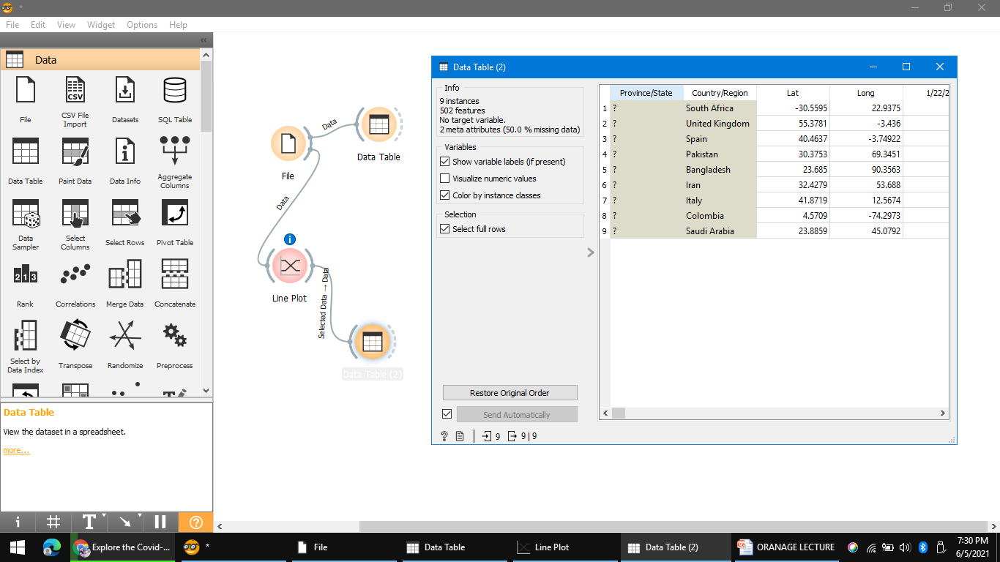 *
File Edit View Widget Options Help
«
Data
File CSV File Import Datasets SQL Table
Data Table Paint Data Data Info Aggregate Columns
Data Sampler Select Columns Select Rows Pivot Table
Rank Correlations Merge Data Concatenate
Select by Data Index Transpose Randomize Preprocess
Data Table
View the dataset in a spreadsheet.
more...
File
Data
Data Table
Data
Line Plot
Selected Data → Data
Data Table (2)
Data Table (2)
Info
9 instances
502 features
No target variable.
2 meta attributes (50.0 % missing data)
Variables
Show variable labels (if present)
Visualize numeric values
Color by instance classes
Selection
Select full rows
Restore Original Order
Send Automatically
? 9 9|9
Province/State Country/Region Lat Long 1/22/2
1 ? South Africa -30.5595 22.9375
2 ? United Kingdom 55.3781 -3.436
3 ? Spain 40.4637 -3.74922
4 ? Pakistan 30.3753 69.3451
5 ? Bangladesh 23.685 90.3563
6 ? Iran 32.4279 53.688
7 ? Italy 41.8719 12.5674
8 ? Colombia 4.5709 -74.2973
9 ? Saudi Arabia 23.8859 45.0792
Explore the Covid-... * File Data Table Line Plot Data Table (2) ORANAGE LECTURE
7:30 PM
6/5/2021